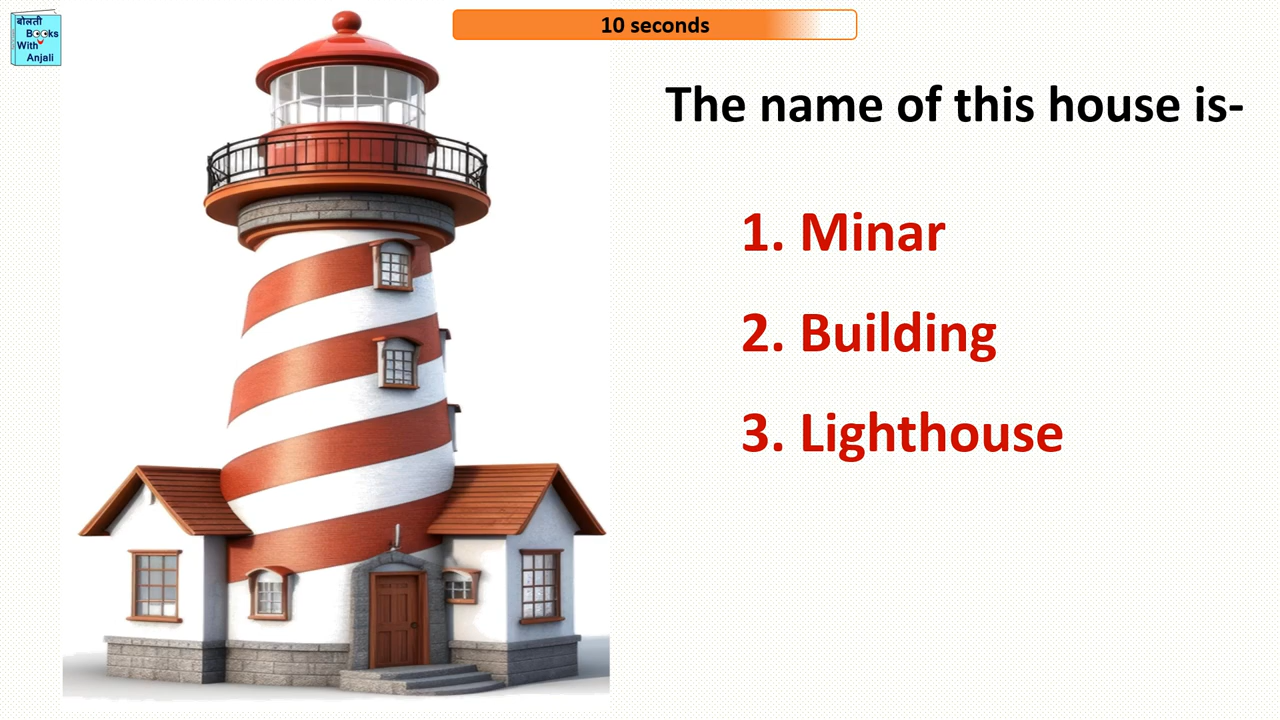 बोलती
Books
With
Anjali
10 seconds
The name of this house is-
1. Minar
2. Building
3. Lighthouse